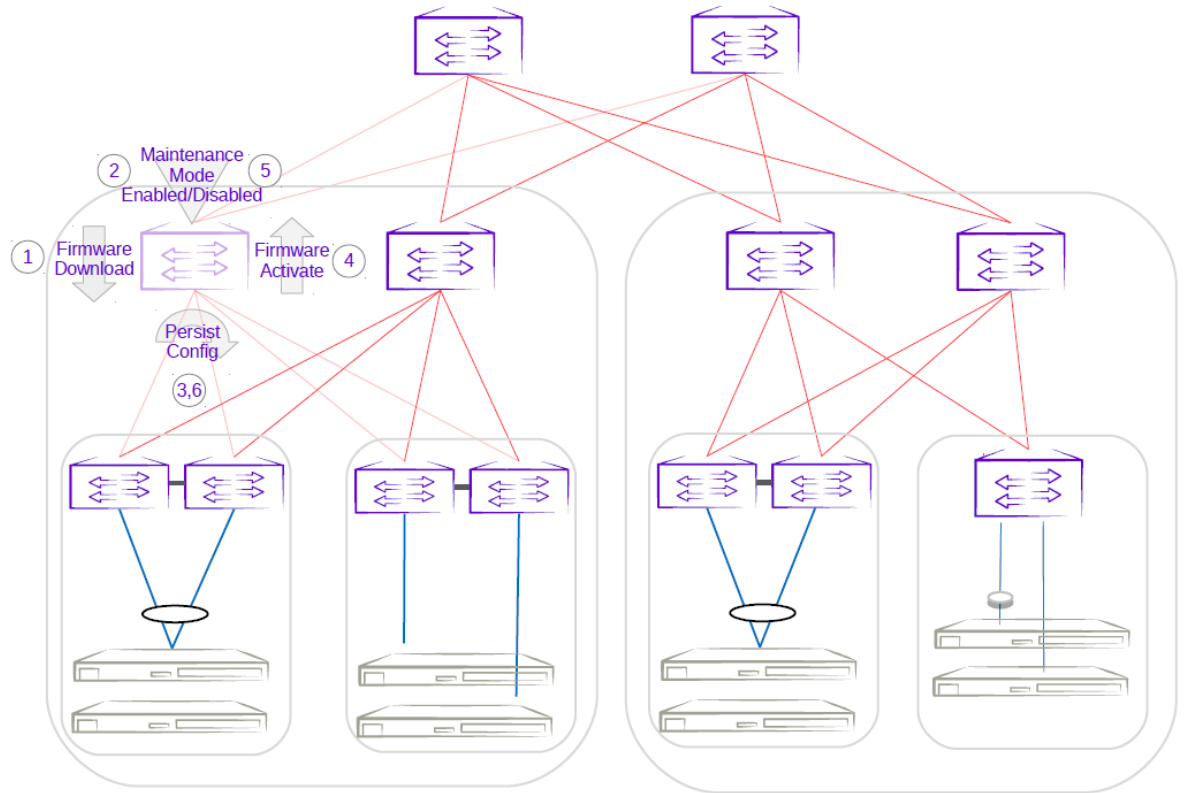 2
Maintenance
Mode
Enabled/Disabled
5
1
Firmware
Download
Firmware
Activate
4
Persist
Config
3,6